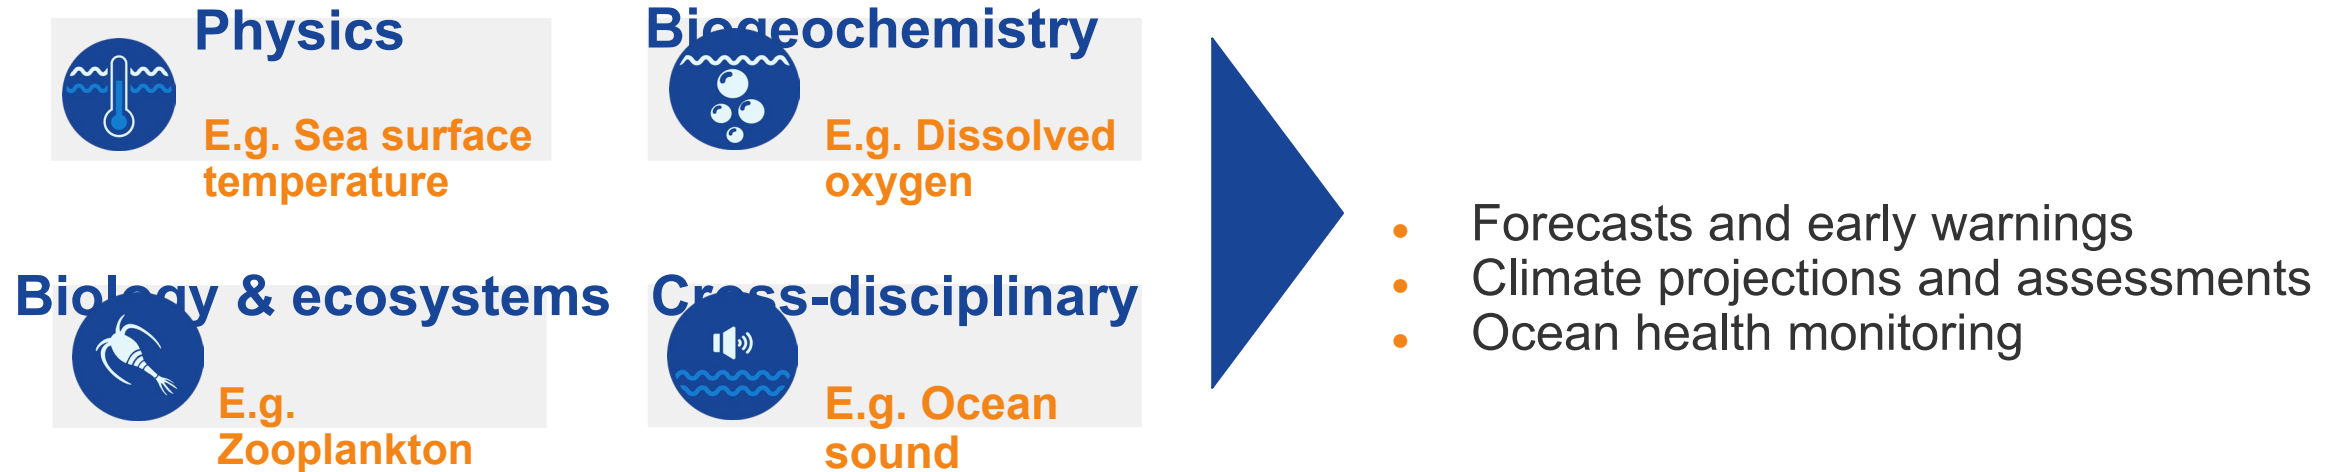 Physics
E.g. Sea surface
temperature
Biogeochemistry
E.g. Dissolved
oxygen
Biology & ecosystems
E.g.
Zooplankton
Cross-disciplinary
E.g. Ocean
sound
• Forecasts and early warnings
• Climate projections and assessments
• Ocean health monitoring